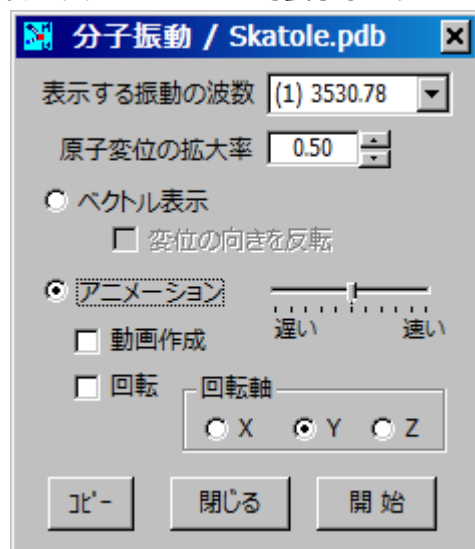 分子振動 / Skatole.pdb
表示する振動の波数 (1) 3530.78
原子変位の拡大率 0.50
ベクトル表示
変位の向きを反転
アニメーション
遅い 速い
動画作成
回転 回転軸
X Y Z
ｺﾋﾟｰ 閉じる 開 始